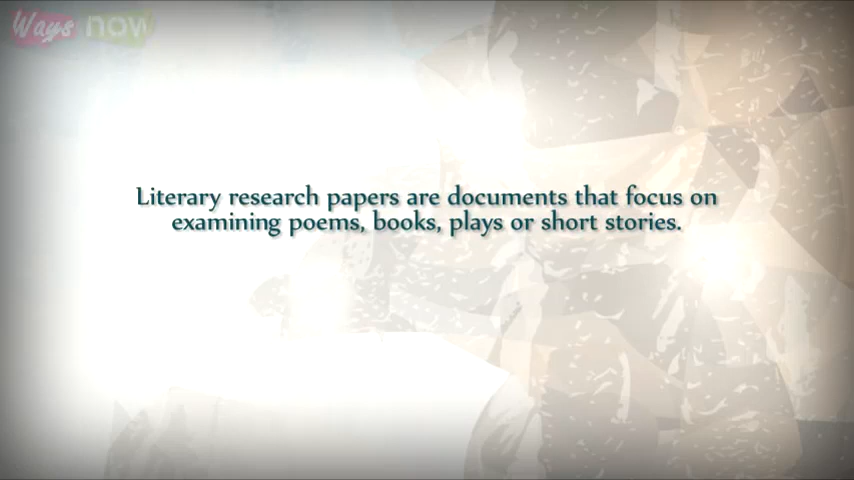 Ways now
Literary research papers are documents that focus on
examining poems, books, plays or short stories.